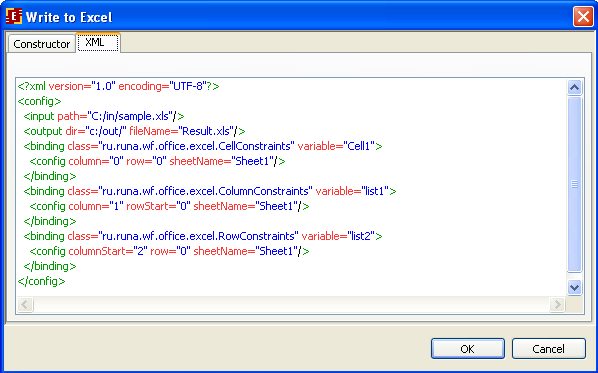 Write to Excel
Constructor XML
<?xml version="1.0" encoding="UTF-8"?>
<config>
<input path="C:/in/sample.xls"/>
<output dir="c:/out/" fileName="Result.xls"/>
<binding class="ru.runa.wf.office.excel.CellConstraints" variable="Cell1">
<config column="0" row="0" sheetName="Sheet1"/>
</binding>
<binding class="ru.runa.wf.office.excel.ColumnConstraints" variable="list1">
<config column="1" rowStart="0" sheetName="Sheet1"/>
</binding>
<binding class="ru.runa.wf.office.excel.RowConstraints" variable="list2">
<config columnStart="2" row="0" sheetName="Sheet1"/>
</binding>
</config>
OK Cancel